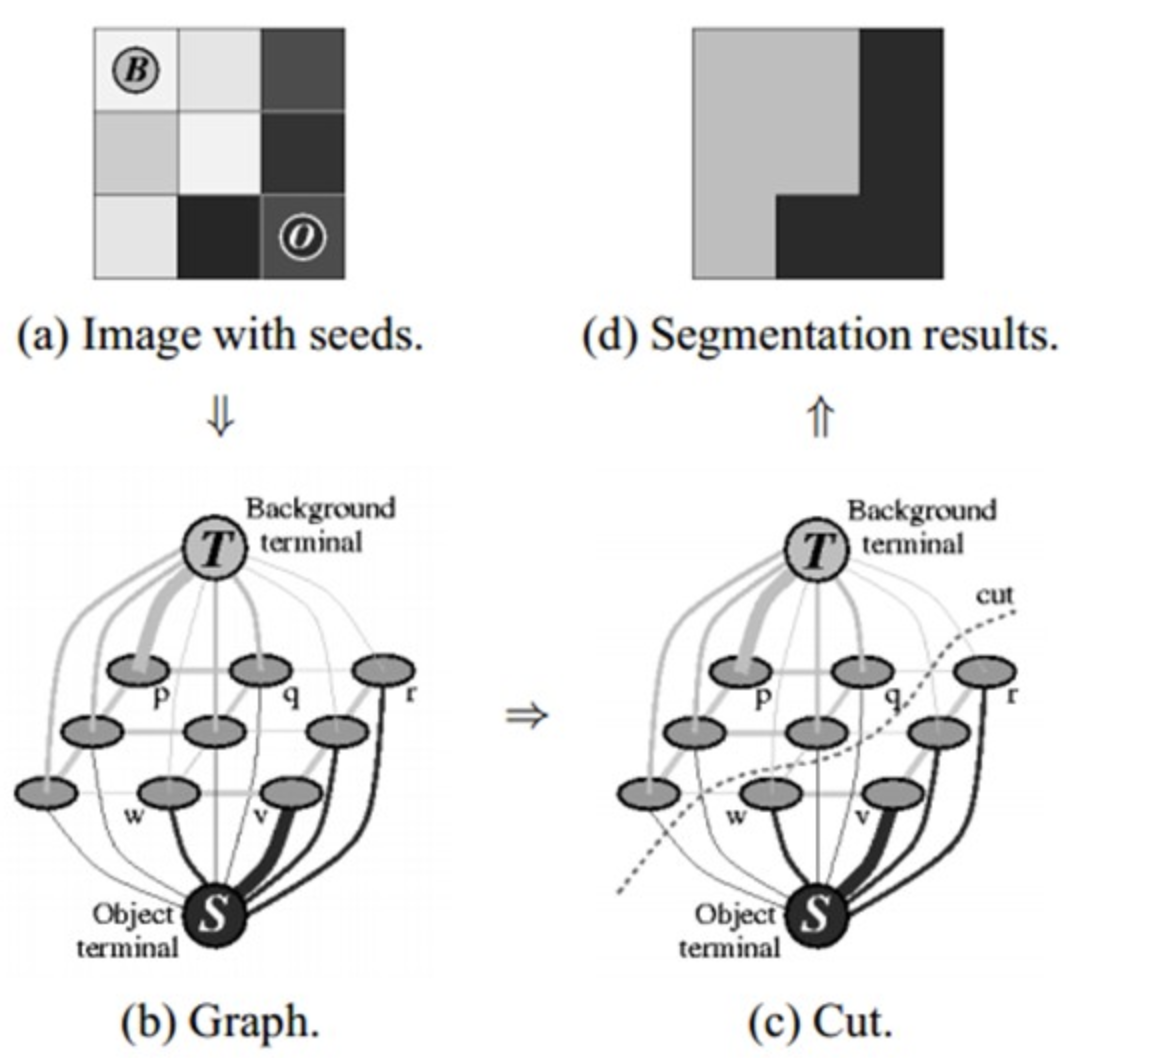 B
O
(a) Image with seeds.
(d) Segmentation results.
⇓
⇑
Background
terminal
T
p
q
r
w
v
Object
terminal
S
(b) Graph.
⇒
Background
terminal
T
cut
p
q
r
w
v
Object
terminal
S
(c) Cut.